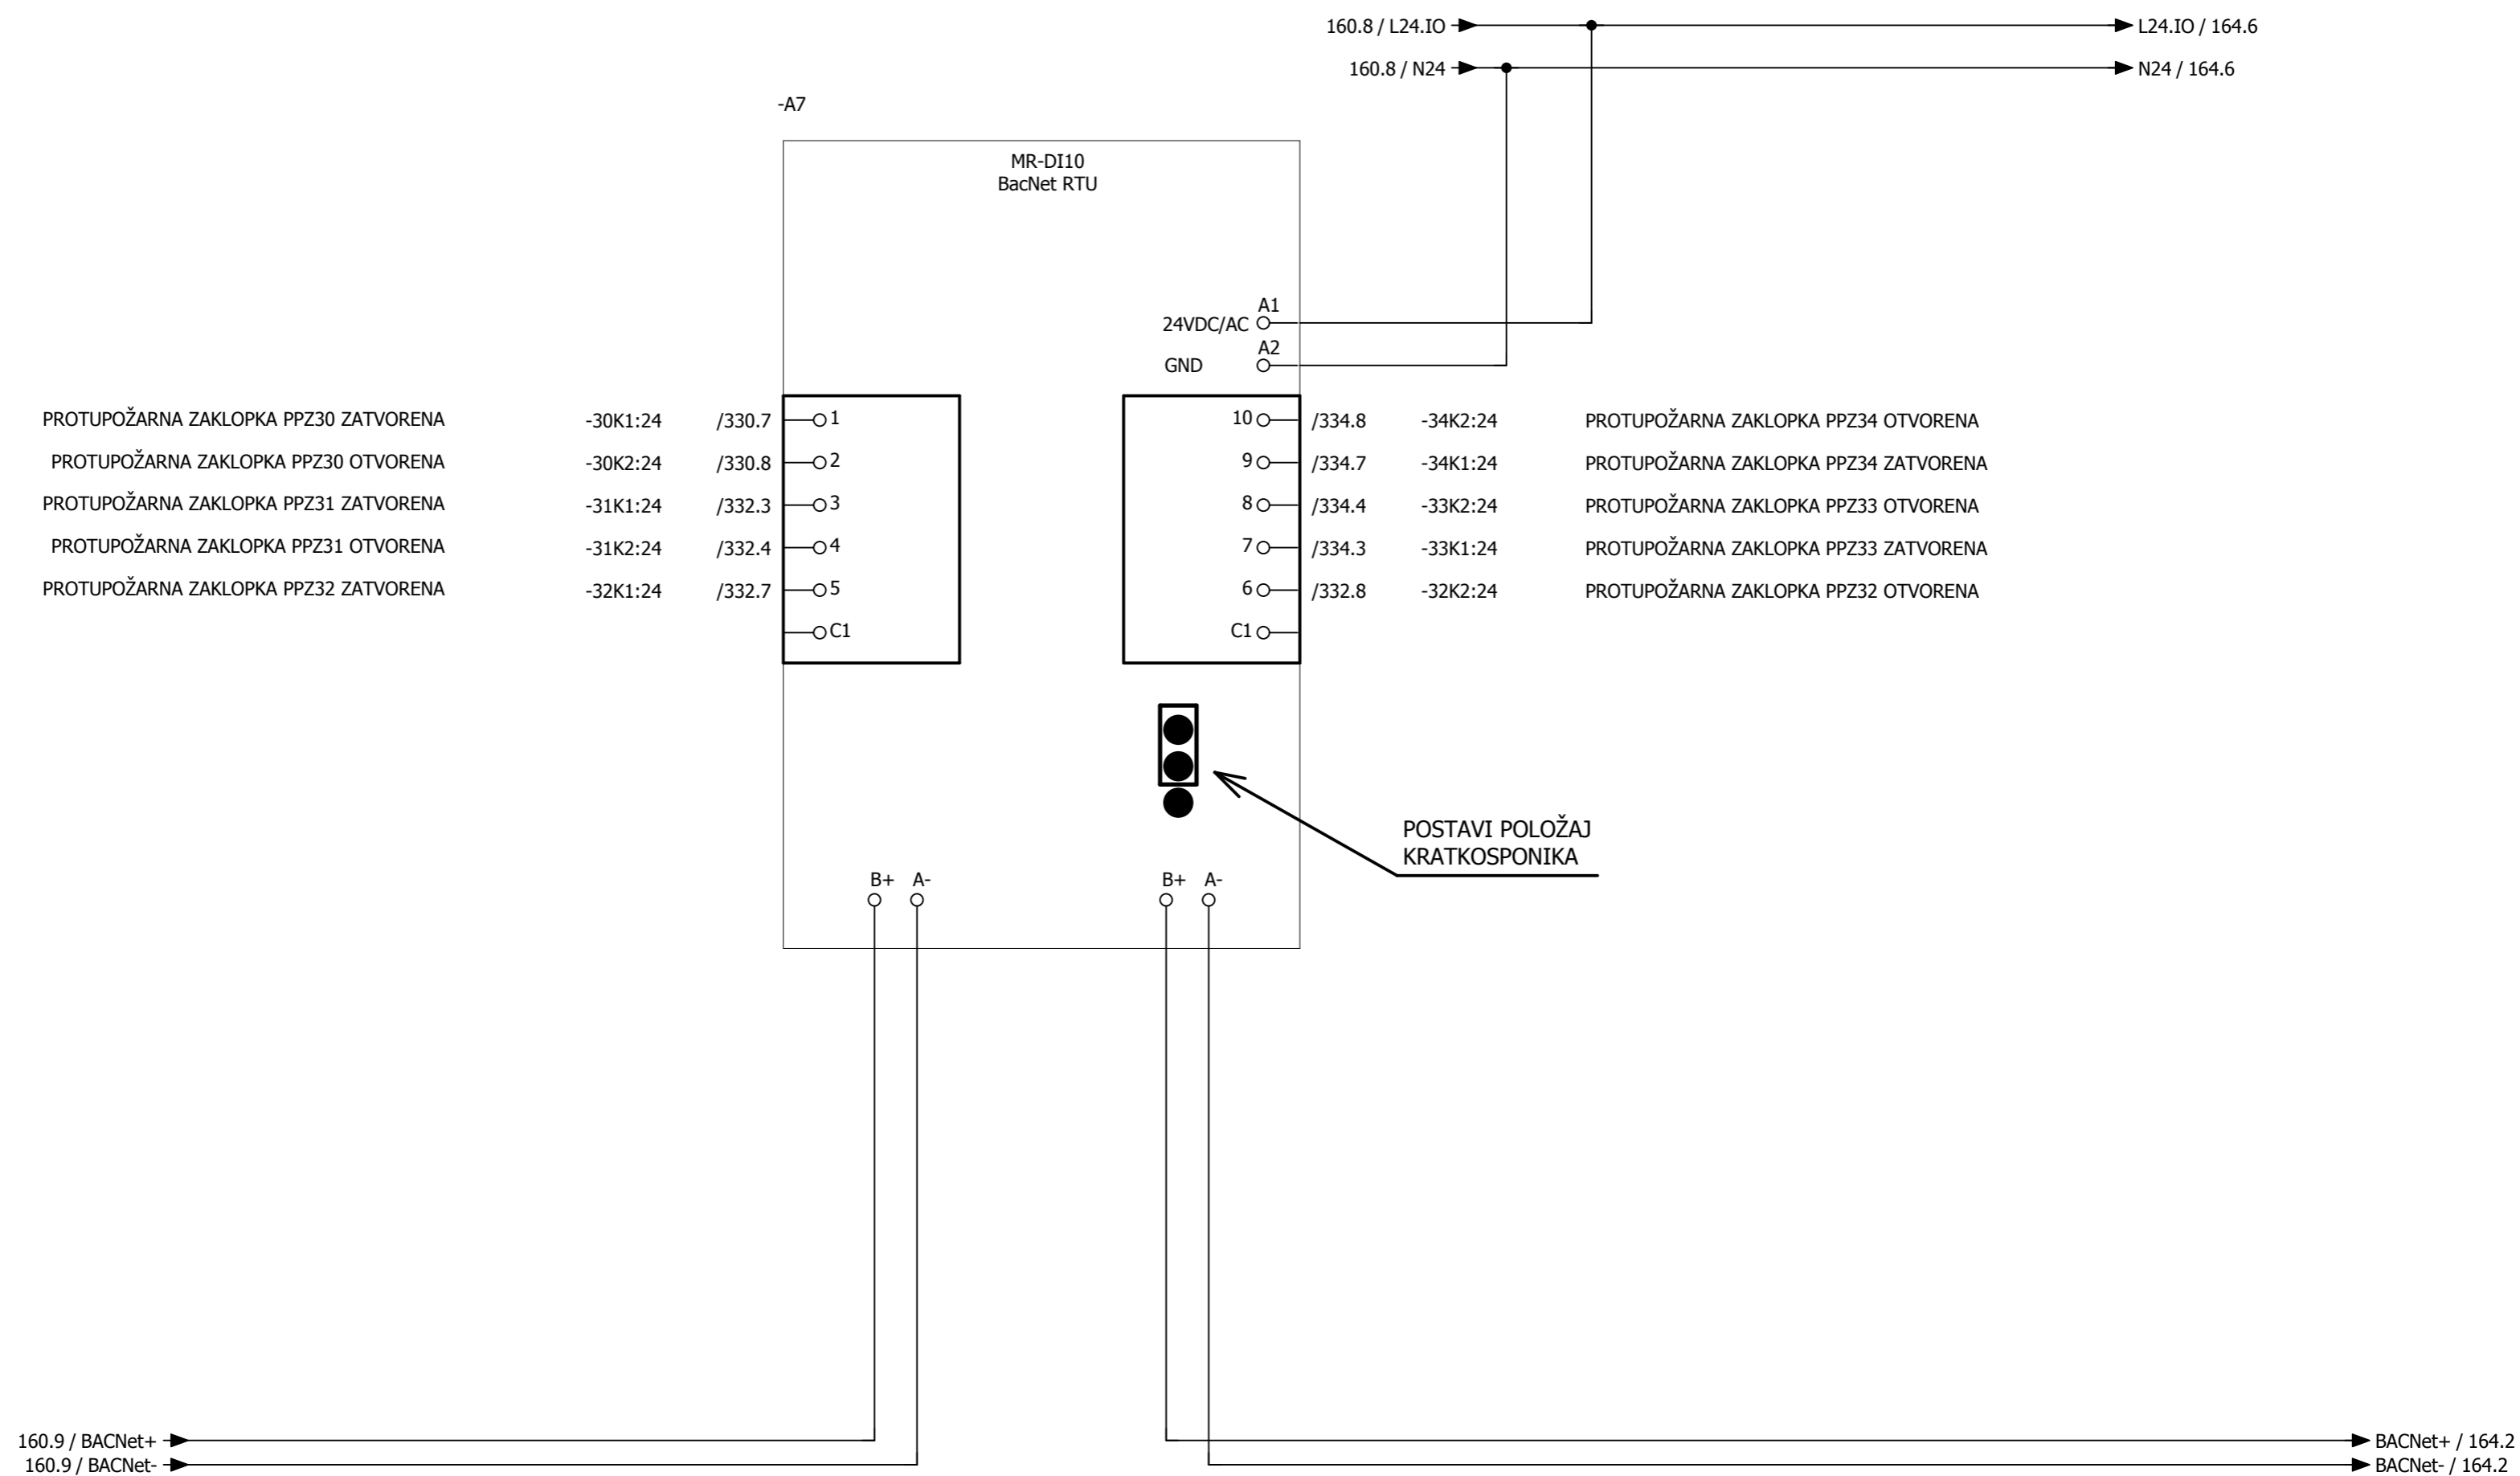 160.8 / L24.IO
L24.IO / 164.6
160.8 / N24
N24 / 164.6
-A7
MR-DI10
BacNet RTU
A1
24VDC/AC
A2
GND
PROTUPOŽARNA ZAKLOPKA PPZ30 ZATVORENA -30K1:24 /330.7 1
10 /334.8 -34K2:24 PROTUPOŽARNA ZAKLOPKA PPZ34 OTVORENA
PROTUPOŽARNA ZAKLOPKA PPZ30 OTVORENA -30K2:24 /330.8 2
9 /334.7 -34K1:24 PROTUPOŽARNA ZAKLOPKA PPZ34 ZATVORENA
PROTUPOŽARNA ZAKLOPKA PPZ31 ZATVORENA -31K1:24 /332.3 3
8 /334.4 -33K2:24 PROTUPOŽARNA ZAKLOPKA PPZ33 OTVORENA
PROTUPOŽARNA ZAKLOPKA PPZ31 OTVORENA -31K2:24 /332.4 4
7 /334.3 -33K1:24 PROTUPOŽARNA ZAKLOPKA PPZ33 ZATVORENA
PROTUPOŽARNA ZAKLOPKA PPZ32 ZATVORENA -32K1:24 /332.7 5
6 /332.8 -32K2:24 PROTUPOŽARNA ZAKLOPKA PPZ32 OTVORENA
C1
C1
POSTAVI POLOŽAJ
KRATKOSPONIKA
B+ A-
B+ A-
160.9 / BACNet+
BACNet+ / 164.2
160.9 / BACNet-
BACNet- / 164.2